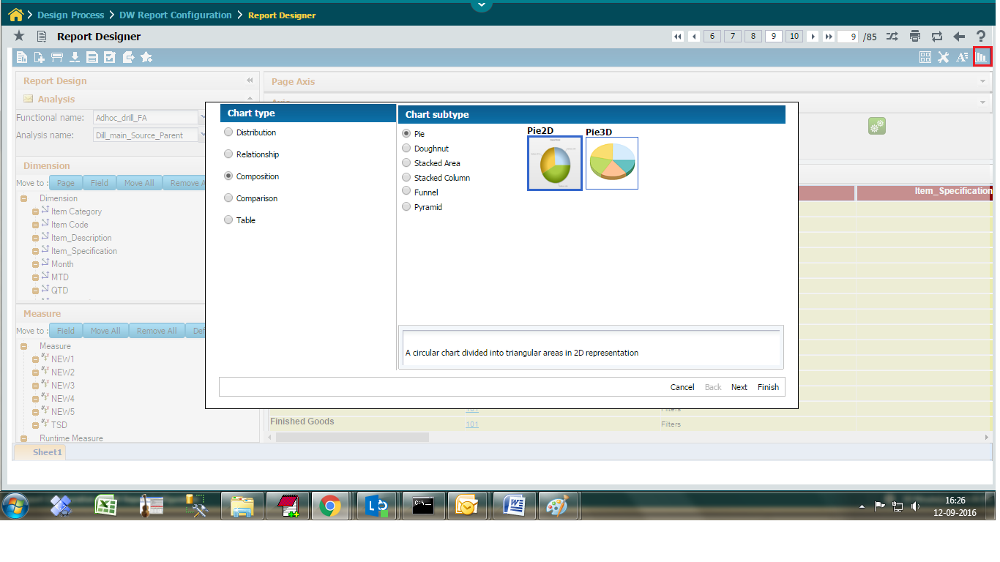 Design Process > DW Report Configuration > Report Designer
Report Designer
6 7 8 9 10 9 /85
Report Design
Page Axis
Analysis
Functional name: Adhoc_drill_FA
Analysis name: Dill_main_Source_Parent
Dimension
Move to : Page Field Move All Remove A
Dimension
Item Category
Item Code
Item_Description
Item_Specification
Month
MTD
QTD
Measure
Move to : Field Move All Remove All Def
Measure
NEW1
NEW2
NEW3
NEW4
NEW5
TSD
Runtime Measure
Chart type
Distribution
Relationship
Composition
Comparison
Table
Chart subtype
Pie
Doughnut
Stacked Area
Stacked Column
Funnel
Pyramid
Pie2D Pie3D
A circular chart divided into triangular areas in 2D representation
Cancel Back Next Finish
Item_Specification
101 Filters
Finished Goods 101 Filters
Sheet1
16:26
12-09-2016